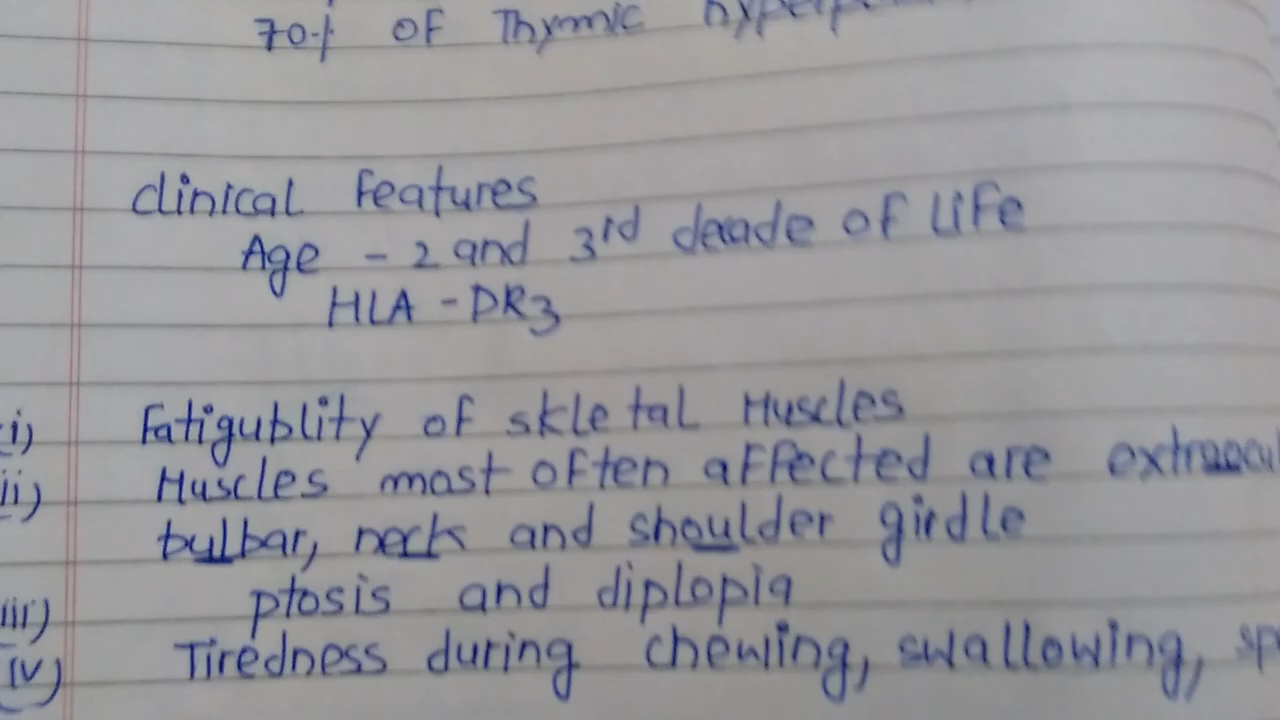 70% of Thymic
clinical features
Age - 2 and 3rd decade of life
HLA - DR3
i) Fatigublity of skletal Muscles
ii) Muscles most often affected are
bulbar, neck and shoulder girdle
iii) ptosis and diplopia
iv) Tiredness during chewing, swallowing,